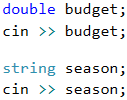 double budget;
cin >> budget;
string season;
cin >> season;